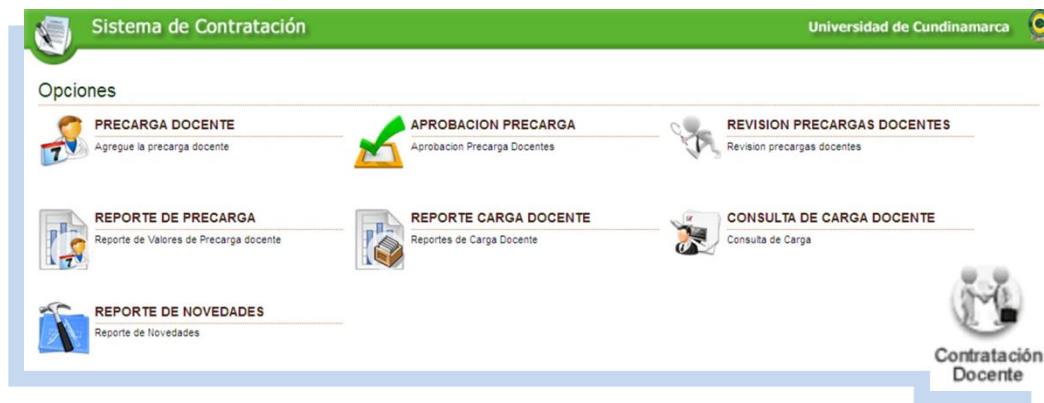 Sistema de Contratación
Universidad de Cundinamarca
Opciones
PRECARGA DOCENTE
Agregue la precarga docente
APROBACION PRECARGA
Aprobacion Precarga Docentes
REVISION PRECARGAS DOCENTES
Revision precargas docentes
REPORTE DE PRECARGA
Reporte de Valores de Precarga docente
REPORTE CARGA DOCENTE
Reportes de Carga Docente
CONSULTA DE CARGA DOCENTE
Consulta de Carga
REPORTE DE NOVEDADES
Reporte de Novedades
Contratación
Docente